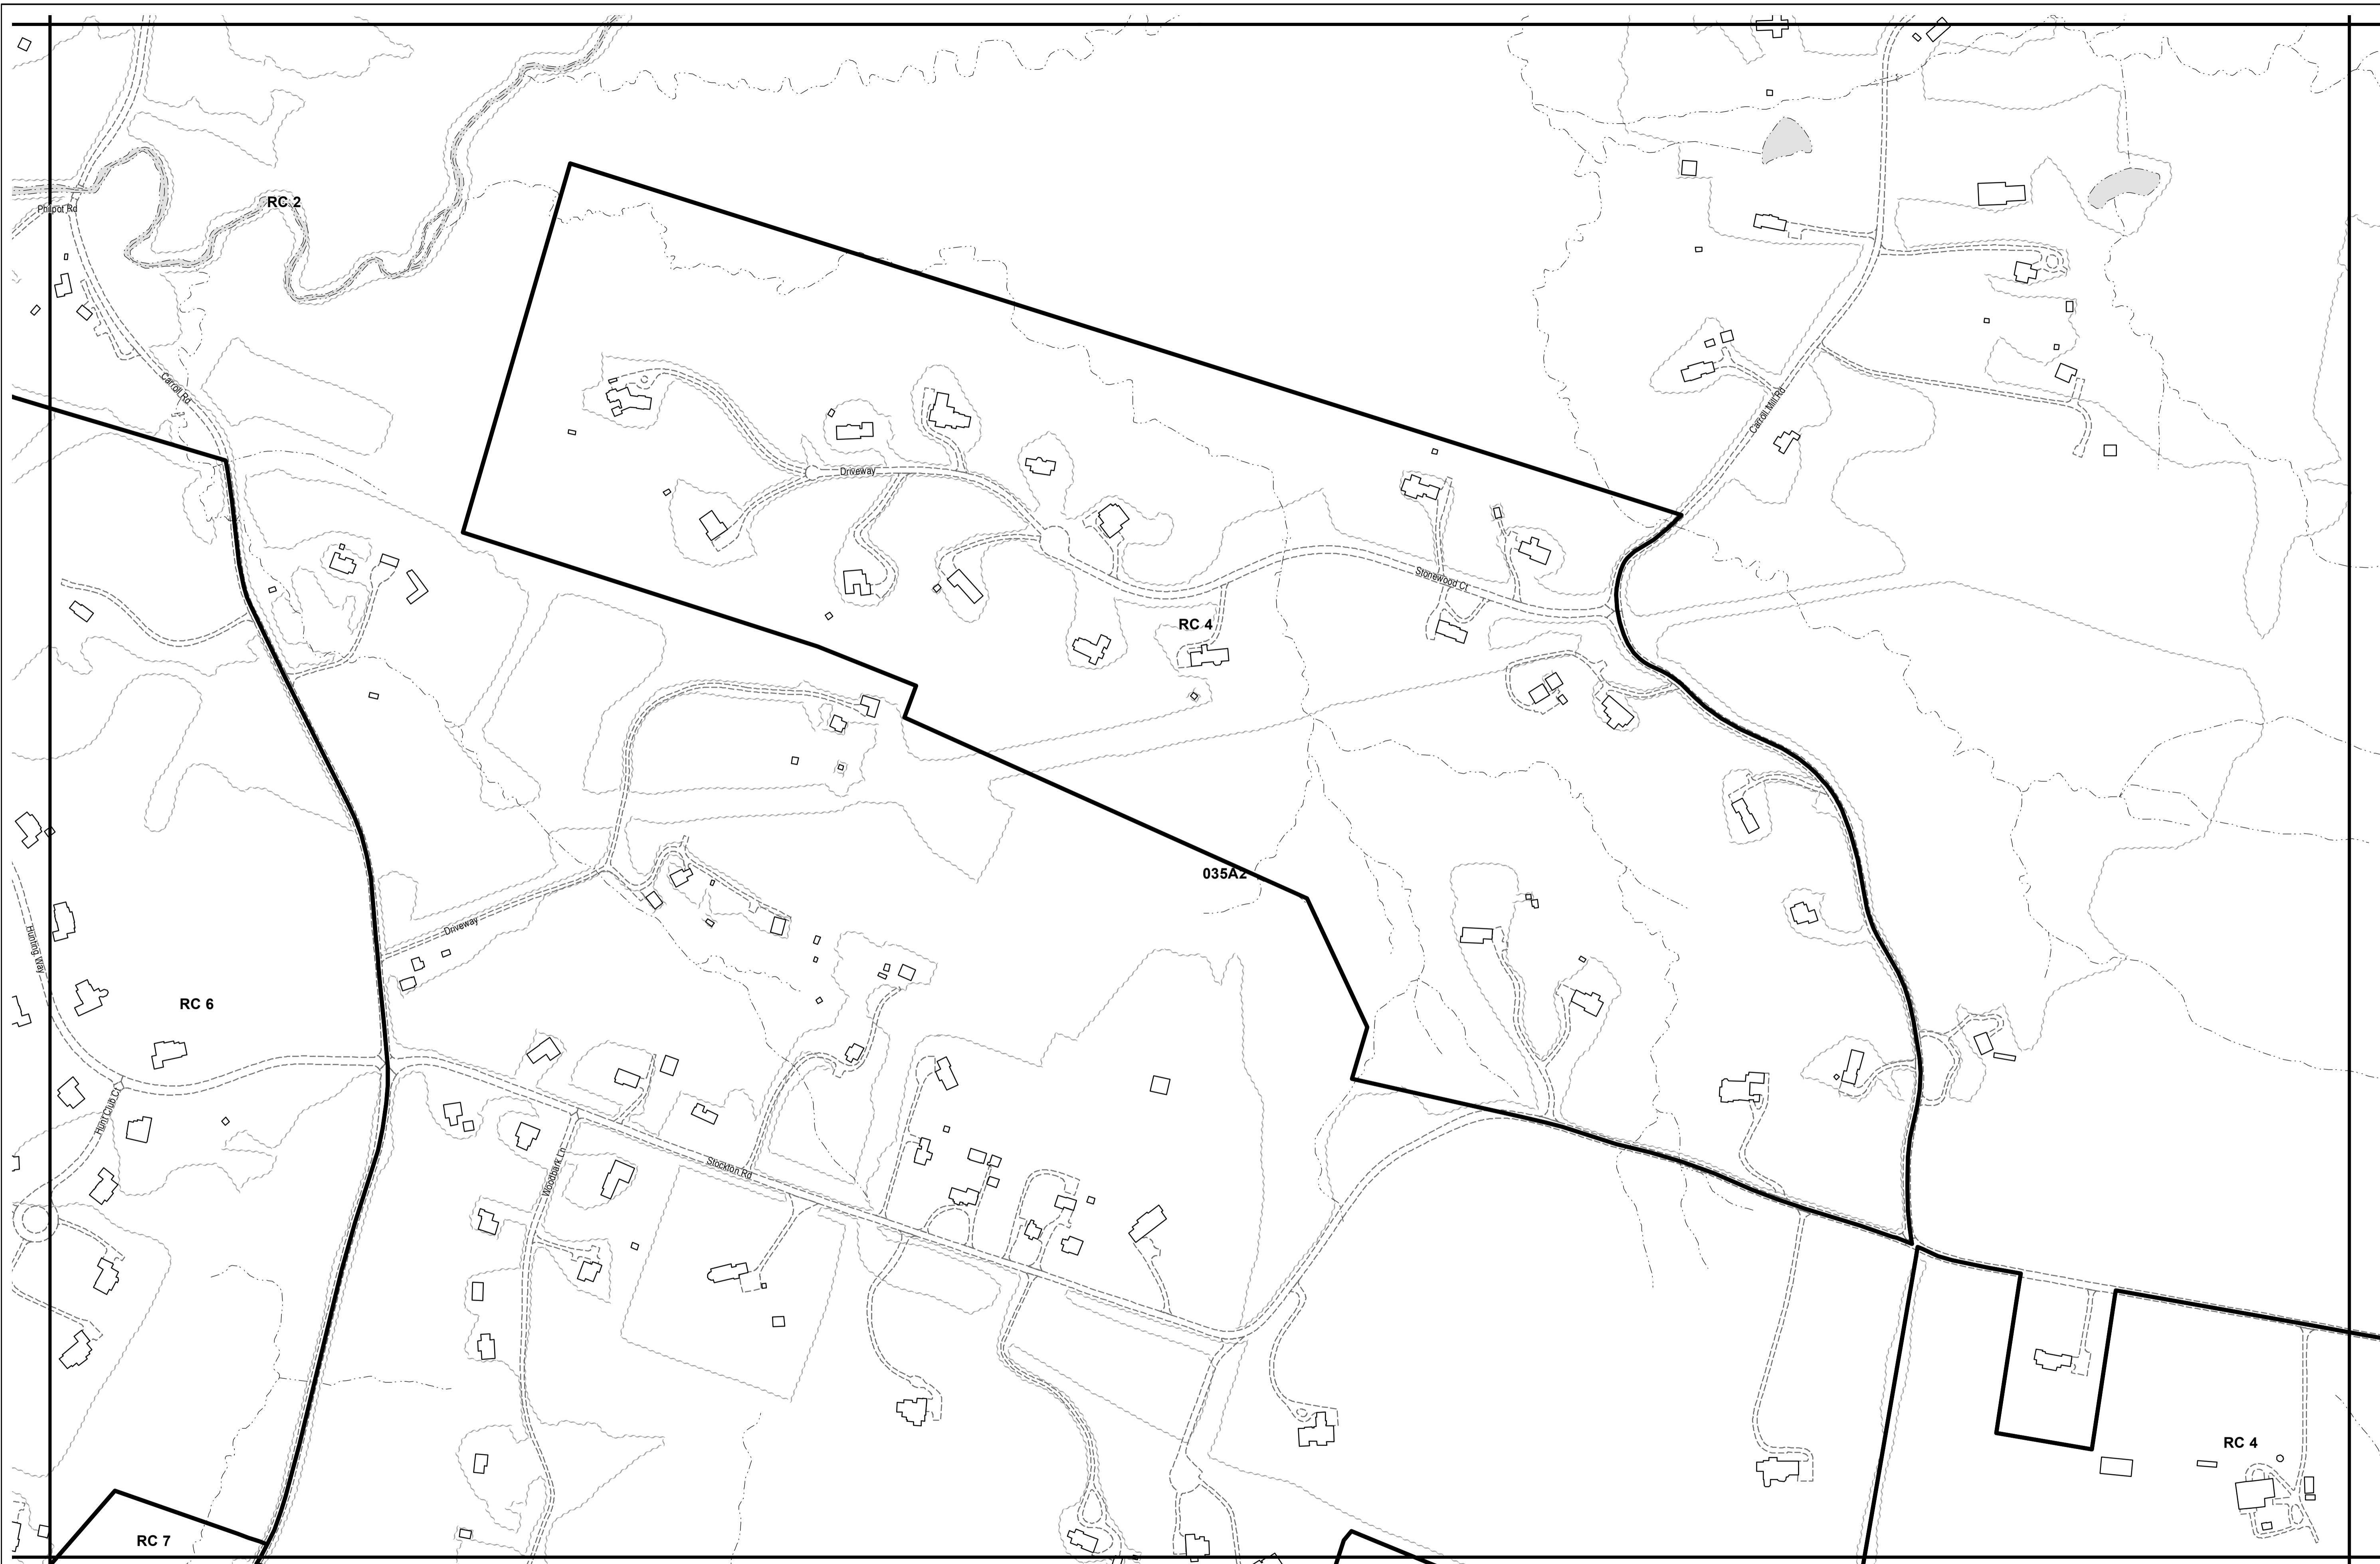 RC 2
Philpot Rd
Carroll Rd
Carroll Mill Rd
Driveway
Stonewood Ct
RC 4
035A2
Driveway
Hunting Way
RC 6
Hunt Club Ct
Woodbark Ln
Stockton Rd
RC 4
RC 7